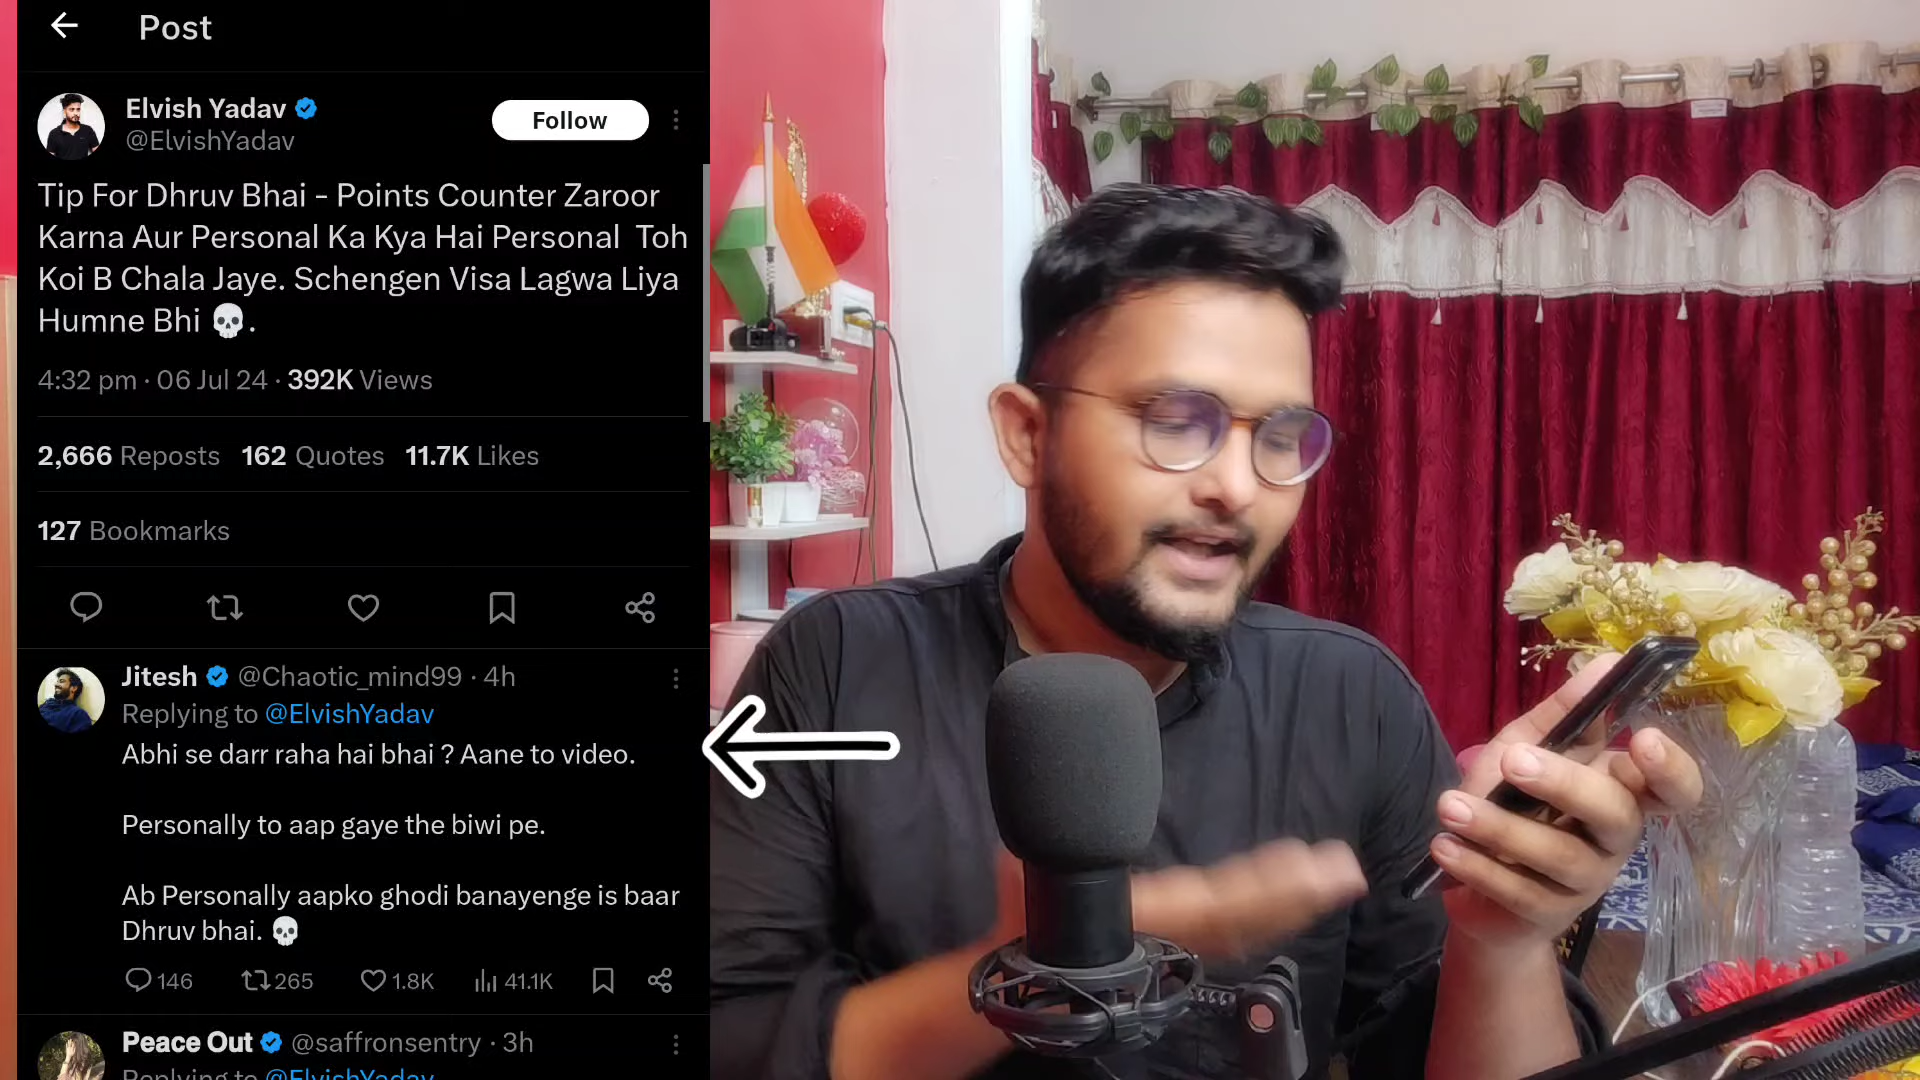 Post
Elvish Yadav
@ElvishYadav
Follow
Tip For Dhruv Bhai - Points Counter Zaroor
Karna Aur Personal Ka Kya Hai Personal  Toh
Koi B Chala Jaye. Schengen Visa Lagwa Liya
Humne Bhi 💀.
4:32 pm · 06 Jul 24 · 392K Views
2,666 Reposts 162 Quotes 11.7K Likes
127 Bookmarks
Jitesh @Chaotic_mind99 · 4h
Replying to @ElvishYadav
Abhi se darr raha hai bhai ? Aane to video.
Personally to aap gaye the biwi pe.
Ab Personally aapko ghodi banayenge is baar
Dhruv bhai. 💀
146 265 1.8K 41.1K
Peace Out @saffronsentry · 3h
Replying to @ElvishYadav